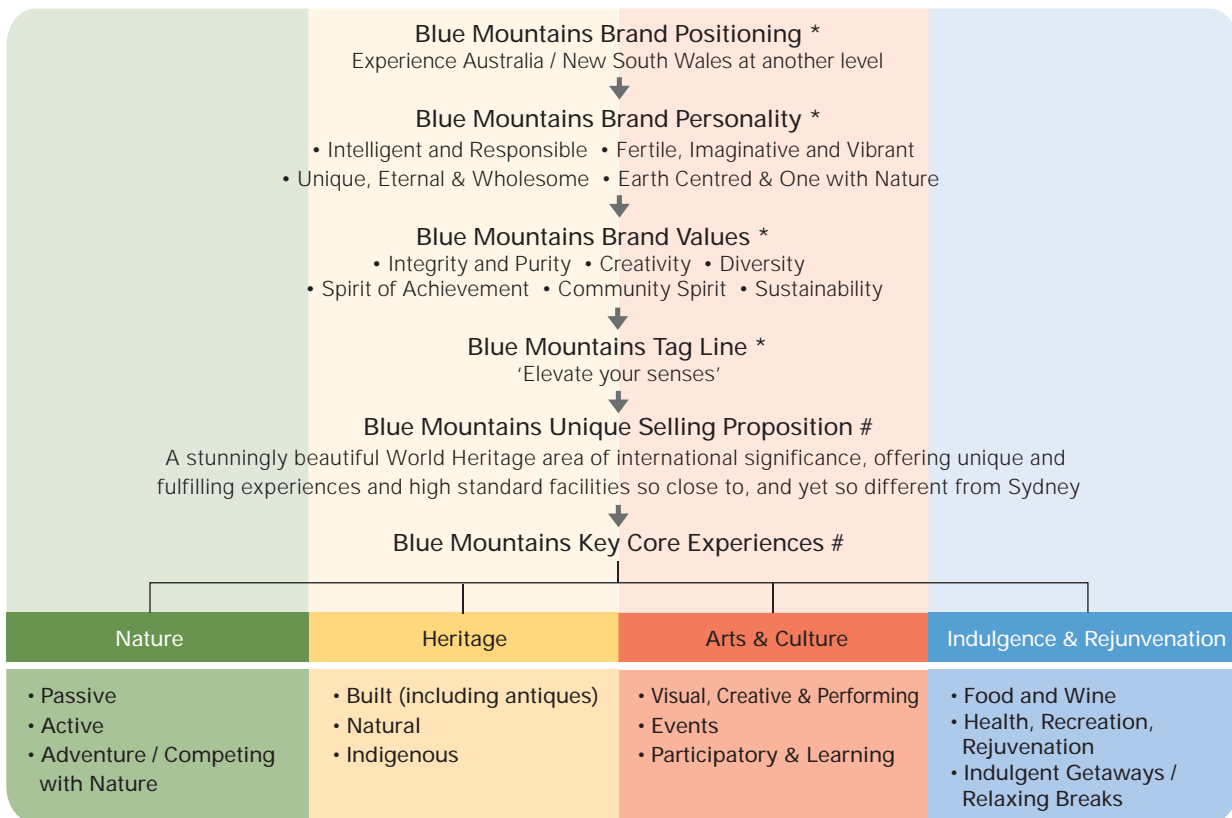 Blue Mountains Brand Positioning *
Experience Australia / New South Wales at another level
Blue Mountains Brand Personality *
• Intelligent and Responsible • Fertile, Imaginative and Vibrant
• Unique, Eternal & Wholesome • Earth Centred & One with Nature
Blue Mountains Brand Values *
• Integrity and Purity • Creativity • Diversity
• Spirit of Achievement • Community Spirit • Sustainability
Blue Mountains Tag Line *
‘Elevate your senses’
Blue Mountains Unique Selling Proposition #
A stunningly beautiful World Heritage area of international significance, offering unique and
fulfilling experiences and high standard facilities so close to, and yet so different from Sydney
Blue Mountains Key Core Experiences #
Nature
• Passive
• Active
• Adventure / Competing
with Nature
Heritage
• Built (including antiques)
• Natural
• Indigenous
Arts & Culture
• Visual, Creative & Performing
• Events
• Participatory & Learning
Indulgence & Rejunvenation
• Food and Wine
• Health, Recreation,
Rejuvenation
• Indulgent Getaways /
Relaxing Breaks